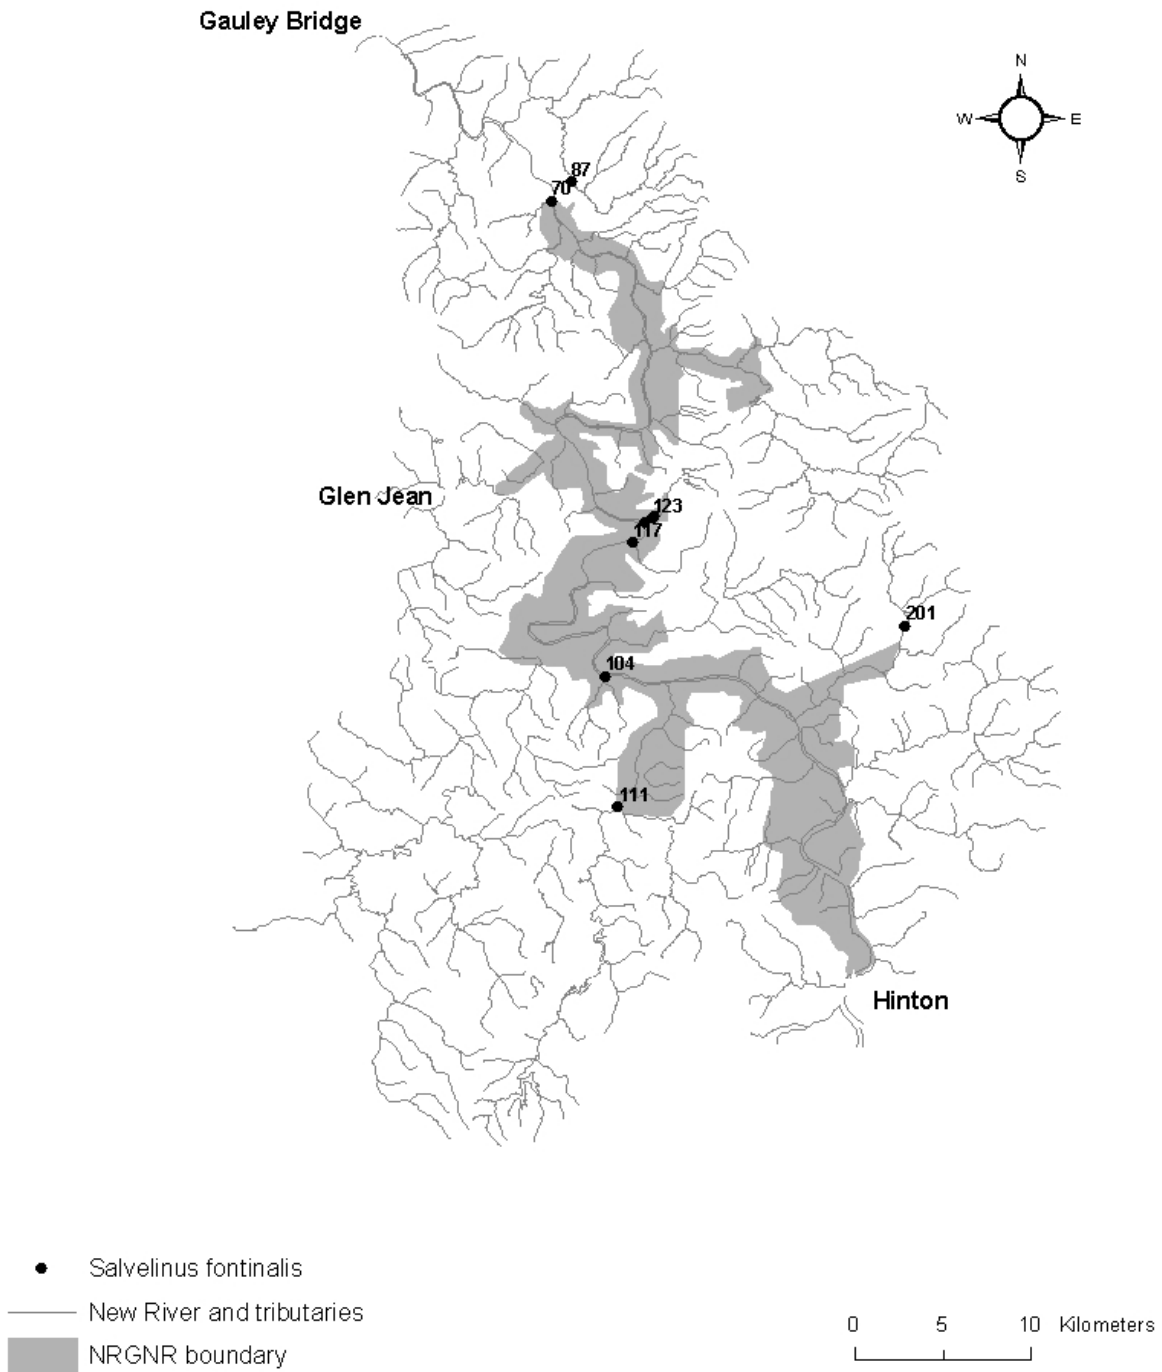 Gauley Bridge
N
W E
S
87
70
Glen Jean
123
117
201
104
111
Hinton
Salvelinus fontinalis
New River and tributaries
NRGNR boundary
0 5 10 Kilometers